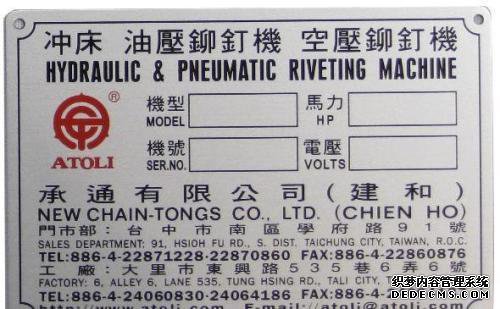 冲床 油壓鉚釘機 空壓鉚釘機
HYDRAULIC & PNEUMATIC RIVETING MACHINE
® ATOLI
機型 MODEL 馬力 HP
機號 SER.NO. 電壓 VOLTS
承通有限公司(建和)
NEW CHAIN-TONGS CO., LTD. (CHIEN HO)
門市部:台中市南區學府路91號
SALES DEPARTMENT: 91, HSIOH FU RD., S. DIST, TAICHUNG CITY, TAIWAN, R.O.C.
TEL:886-4-22871228·22870860 FAX:886-4-22860876
工廠:大里市東興路535巷6弄6號
FACTORY: 6, ALLEY 6, LANE 535, TUNG HSING RD., TALI CITY,
TEL:886-4-24060830·24064186 FAX:886-4-
E-mail://atoli@atoli.com
织梦内容管理系统
DEDECMS.COM